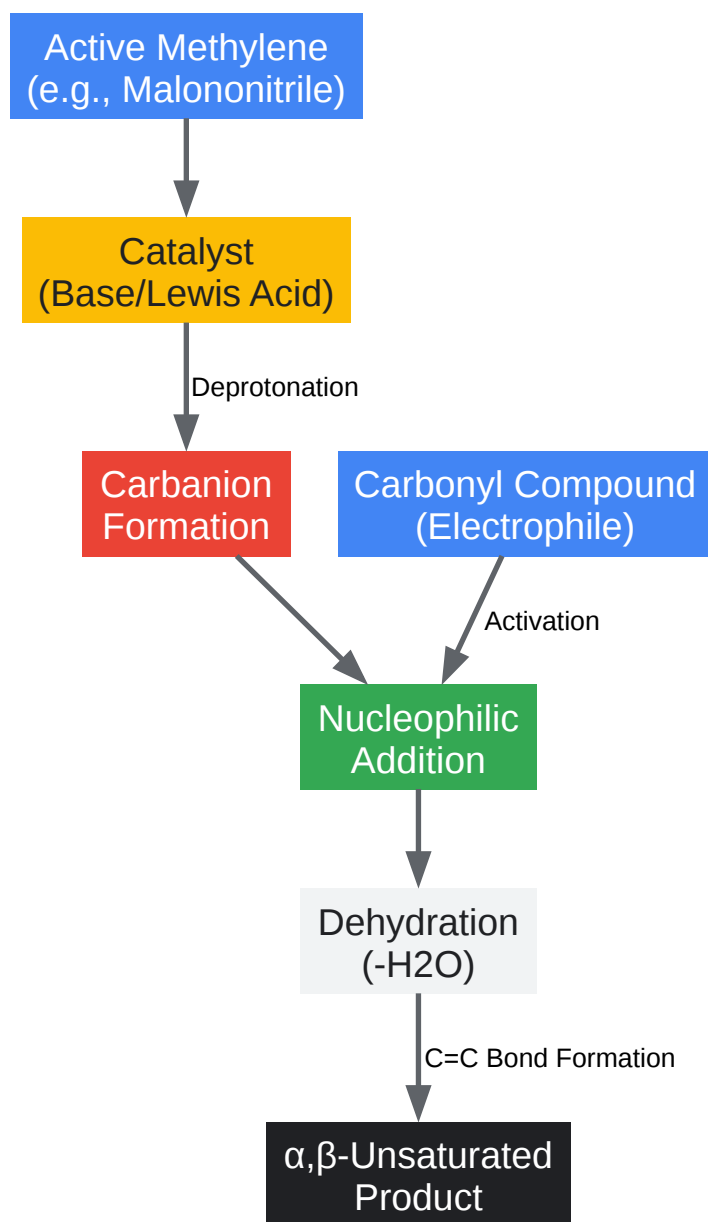 Active Methylene
(e.g., Malononitrile)
Catalyst
(Base/Lewis Acid)
Deprotonation
Carbanion
Formation
Carbonyl Compound
(Electrophile)
Activation
Nucleophilic
Addition
Dehydration
(-H2O)
C=C Bond Formation
α,β-Unsaturated
Product